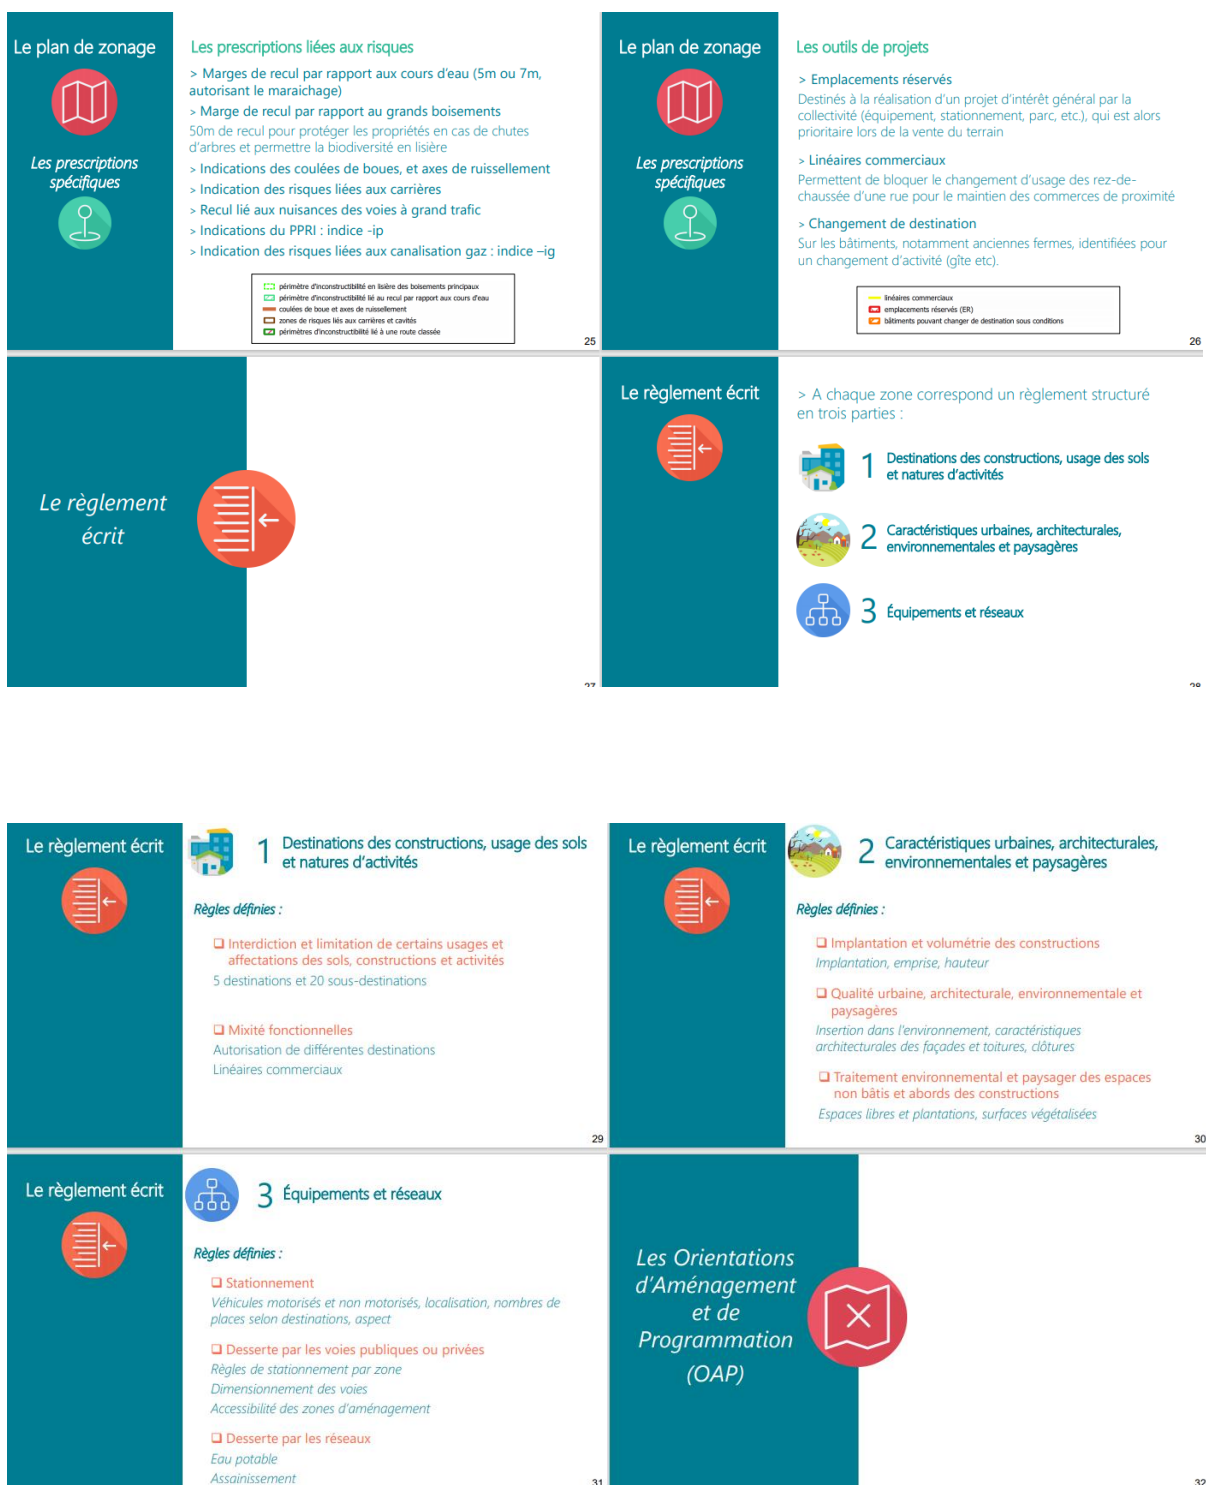 Le plan de zonage
Les prescriptions
spécifiques
Les prescriptions liées aux risques
> Marges de recul par rapport aux cours d'eau (5m ou 7m,
autorisant le maraichage)
> Marge de recul par rapport au grands boisements
50m de recul pour protéger les propriétés en cas de chutes
d'arbres et permettre la biodiversité en lisière
> Indications des coulées de boues, et axes de ruissellement
> Indication des risques liées aux carrières
> Recul lié aux nuisances des voies à grand trafic
> Indications du PPRI : indice -ip
> Indication des risques liées aux canalisation gaz : indice –ig
périmètre d'inconstructibilité en lisière des boisements principaux
périmètre d'inconstructibilité lié au recul par rapport aux cours d'eau
coulées de boue et axes de ruissellement
zones de risques liés aux carrières et cavités
périmètres d'inconstructibilité lié à une route classée
25
Le plan de zonage
Les prescriptions
spécifiques
Les outils de projets
> Emplacements réservés
Destinés à la réalisation d'un projet d'intérêt général par la
collectivité (équipement, stationnement, parc, etc.), qui est alors
prioritaire lors de la vente du terrain
> Linéaires commerciaux
Permettent de bloquer le changement d'usage des rez-de-
chaussée d'une rue pour le maintien des commerces de proximité
> Changement de destination
Sur les bâtiments, notamment anciennes fermes, identifiées pour
un changement d'activité (gîte etc).
linéaires commerciaux
emplacements réservés (ER)
bâtiments pouvant changer de destination sous conditions
26
Le règlement
écrit
27
Le règlement écrit
> A chaque zone correspond un règlement structuré
en trois parties :
1 Destinations des constructions, usage des sols
et natures d'activités
2 Caractéristiques urbaines, architecturales,
environnementales et paysagères
3 Équipements et réseaux
28
Le règlement écrit
1 Destinations des constructions, usage des sols
et natures d'activités
Règles définies :
❑ Interdiction et limitation de certains usages et
affectations des sols, constructions et activités
5 destinations et 20 sous-destinations
❑ Mixité fonctionnelles
Autorisation de différentes destinations
Linéaires commerciaux
29
Le règlement écrit
2 Caractéristiques urbaines, architecturales,
environnementales et paysagères
Règles définies :
❑ Implantation et volumétrie des constructions
Implantation, emprise, hauteur
❑ Qualité urbaine, architecturale, environnementale et
paysagères
Insertion dans l'environnement, caractéristiques
architecturales des façades et toitures, clôtures
❑ Traitement environnemental et paysager des espaces
non bâtis et abords des constructions
Espaces libres et plantations, surfaces végétalisées
30
Le règlement écrit
3 Équipements et réseaux
Règles définies :
❑ Stationnement
Véhicules motorisés et non motorisés, localisation, nombres de
places selon destinations, aspect
❑ Desserte par les voies publiques ou privées
Règles de stationnement par zone
Dimensionnement des voies
Accessibilité des zones d'aménagement
❑ Desserte par les réseaux
Eau potable
Assainissement
31
Les Orientations
d'Aménagement
et de
Programmation
(OAP)
32